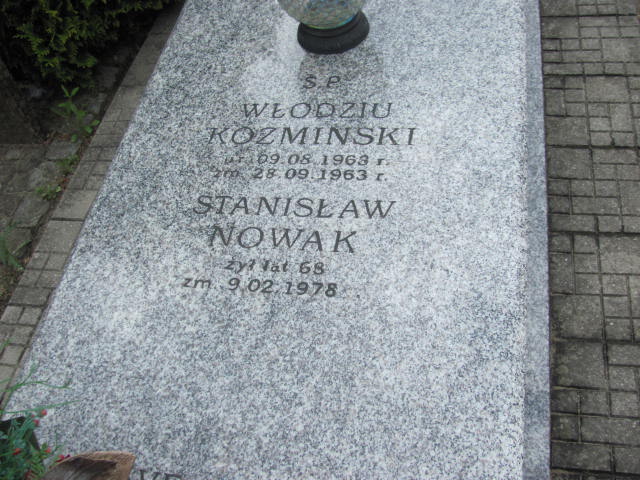 Ś.P.
WŁODZIU
KOŹMIŃSKI
ur. 09.08.1963 r.
zm. 28.09.1963 r.
STANISŁAW
NOWAK
żył lat 68
zm. 9.02.1978